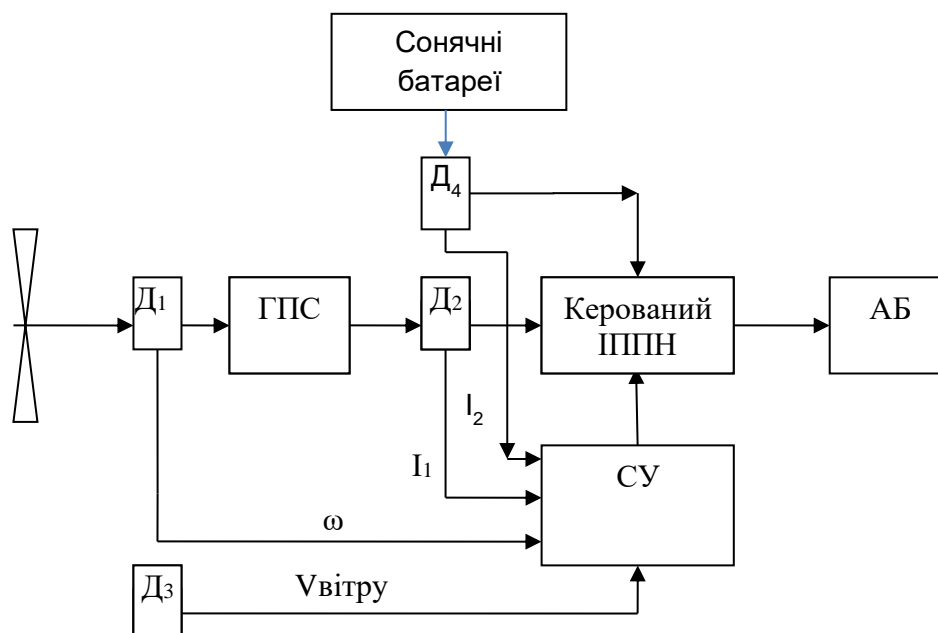 Сонячні
батареї
Д4
Д1
ГПС
Д2
Керований
ІППН
АБ
I2
I1
СУ
ω
Д3
Vвітру